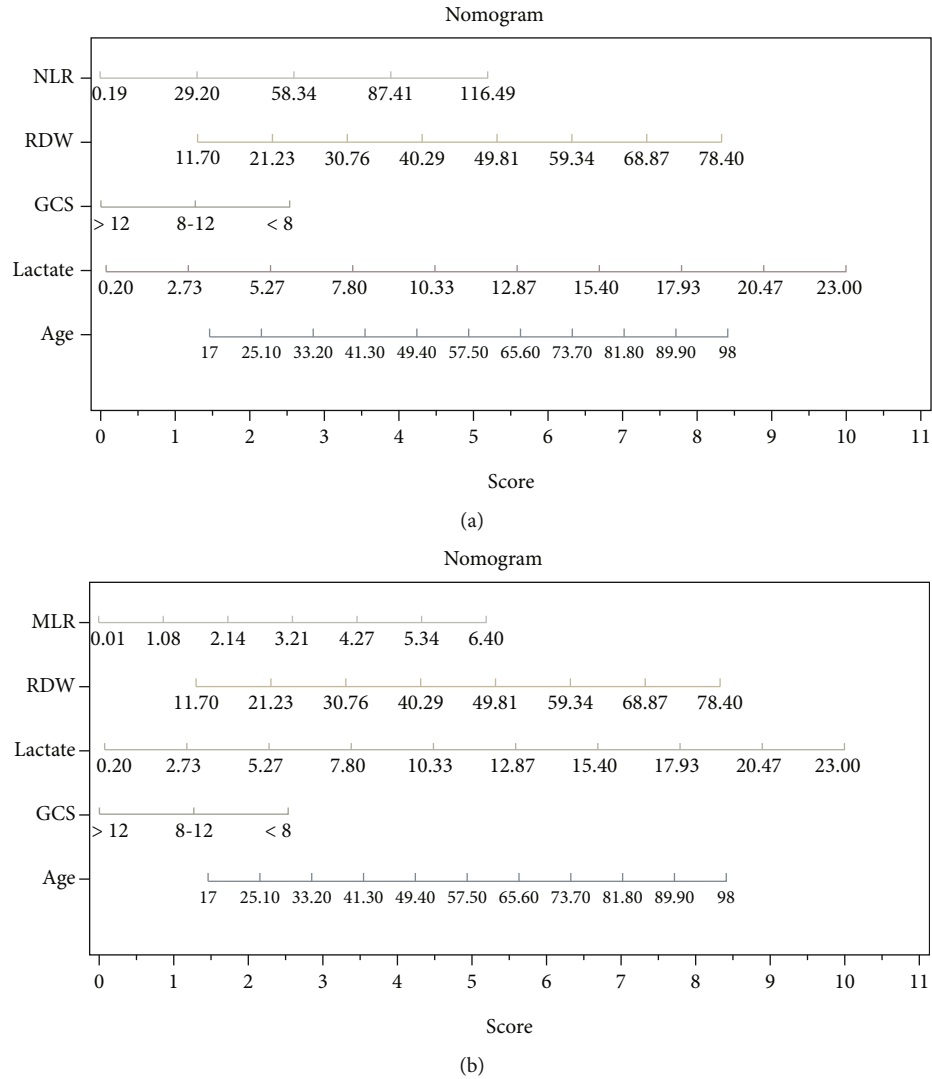 Nomogram
NLR
0.19 29.20 58.34 87.41 116.49
RDW
11.70 21.23 30.76 40.29 49.81 59.34 68.87 78.40
GCS
> 12 8-12 < 8
Lactate
0.20 2.73 5.27 7.80 10.33 12.87 15.40 17.93 20.47 23.00
Age
17 25.10 33.20 41.30 49.40 57.50 65.60 73.70 81.80 89.90 98
0 1 2 3 4 5 6 7 8 9 10 11
Score
(a)
Nomogram
MLR
0.01 1.08 2.14 3.21 4.27 5.34 6.40
RDW
11.70 21.23 30.76 40.29 49.81 59.34 68.87 78.40
Lactate
0.20 2.73 5.27 7.80 10.33 12.87 15.40 17.93 20.47 23.00
GCS
> 12 8-12 < 8
Age
17 25.10 33.20 41.30 49.40 57.50 65.60 73.70 81.80 89.90 98
0 1 2 3 4 5 6 7 8 9 10 11
Score
(b)